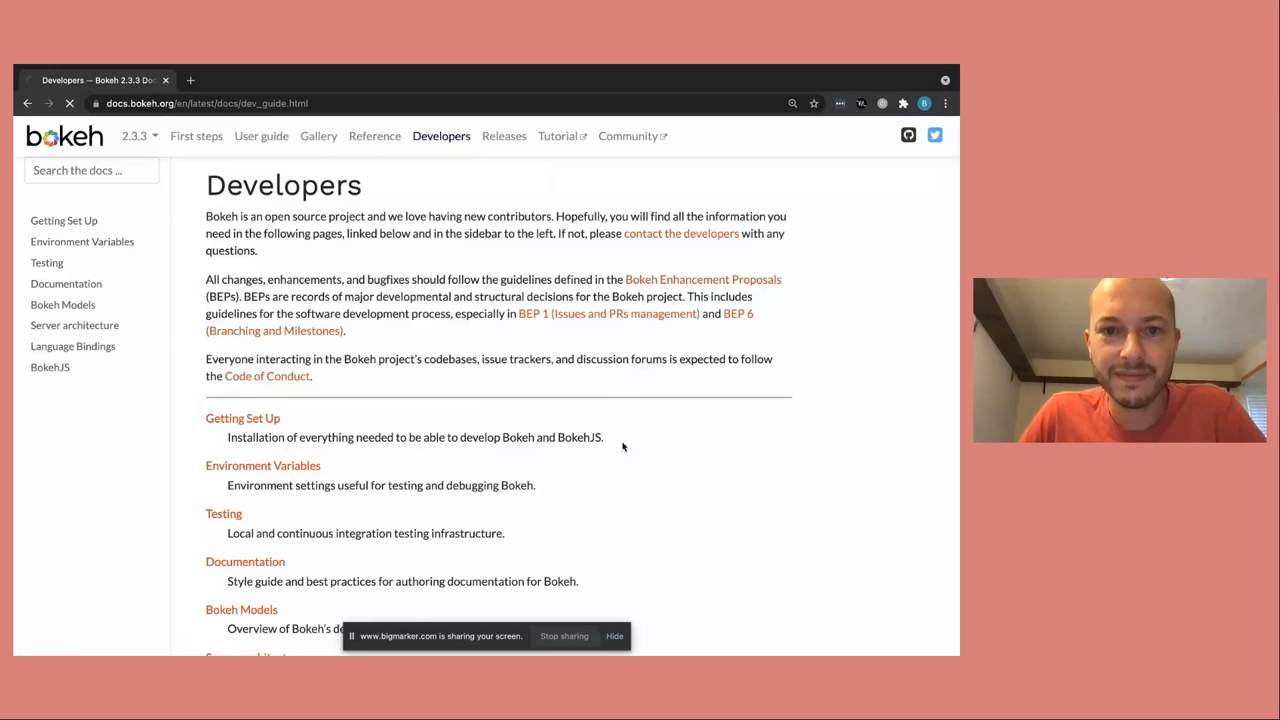 Developers — Bokeh 2.3.3 Doc
docs.bokeh.org/en/latest/docs/dev_guide.html
B
bokeh
2.3.3
First steps
User guide
Gallery
Reference
Developers
Releases
Tutorial
Community
Search the docs ...
Getting Set Up
Environment Variables
Testing
Documentation
Bokeh Models
Server architecture
Language Bindings
BokehJS
Developers
Bokeh is an open source project and we love having new contributors. Hopefully, you will find all the information you
need in the following pages, linked below and in the sidebar to the left. If not, please contact the developers with any
questions.
All changes, enhancements, and bugfixes should follow the guidelines defined in the Bokeh Enhancement Proposals
(BEPs). BEPs are records of major developmental and structural decisions for the Bokeh project. This includes
guidelines for the software development process, especially in BEP 1 (Issues and PRs management) and BEP 6
(Branching and Milestones).
Everyone interacting in the Bokeh project's codebases, issue trackers, and discussion forums is expected to follow
the Code of Conduct.
Getting Set Up
Installation of everything needed to be able to develop Bokeh and BokehJS.
Environment Variables
Environment settings useful for testing and debugging Bokeh.
Testing
Local and continuous integration testing infrastructure.
Documentation
Style guide and best practices for authoring documentation for Bokeh.
Bokeh Models
Overview of Bokeh's
www.bigmarker.com is sharing your screen.
Stop sharing
Hide